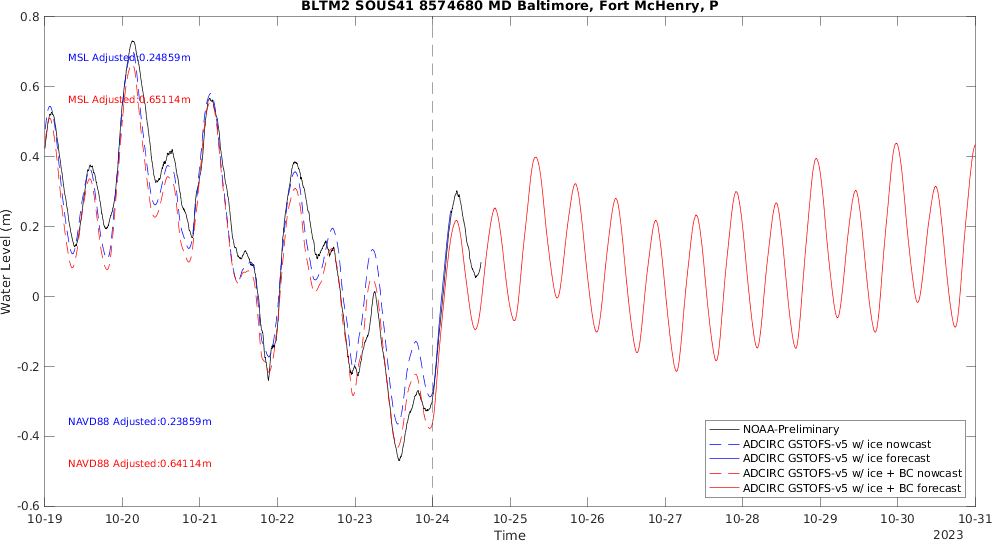 BLTM2 SOUS41 8574680 MD Baltimore, Fort McHenry, P
0.8
0.6
0.4
0.2
0
-0.2
-0.4
-0.6
Water Level (m)
MSL Adjusted:0.24859m
MSL Adjusted:0.65114m
NAVD88 Adjusted:0.23859m
NAVD88 Adjusted:0.64114m
NOAA-Preliminary
ADCIRC GSTOFS-v5 w/ ice nowcast
ADCIRC GSTOFS-v5 w/ ice forecast
ADCIRC GSTOFS-v5 w/ ice + BC nowcast
ADCIRC GSTOFS-v5 w/ ice + BC forecast
10-19 10-20 10-21 10-22 10-23 10-24 10-25 10-26 10-27 10-28 10-29 10-30 10-31
Time
2023